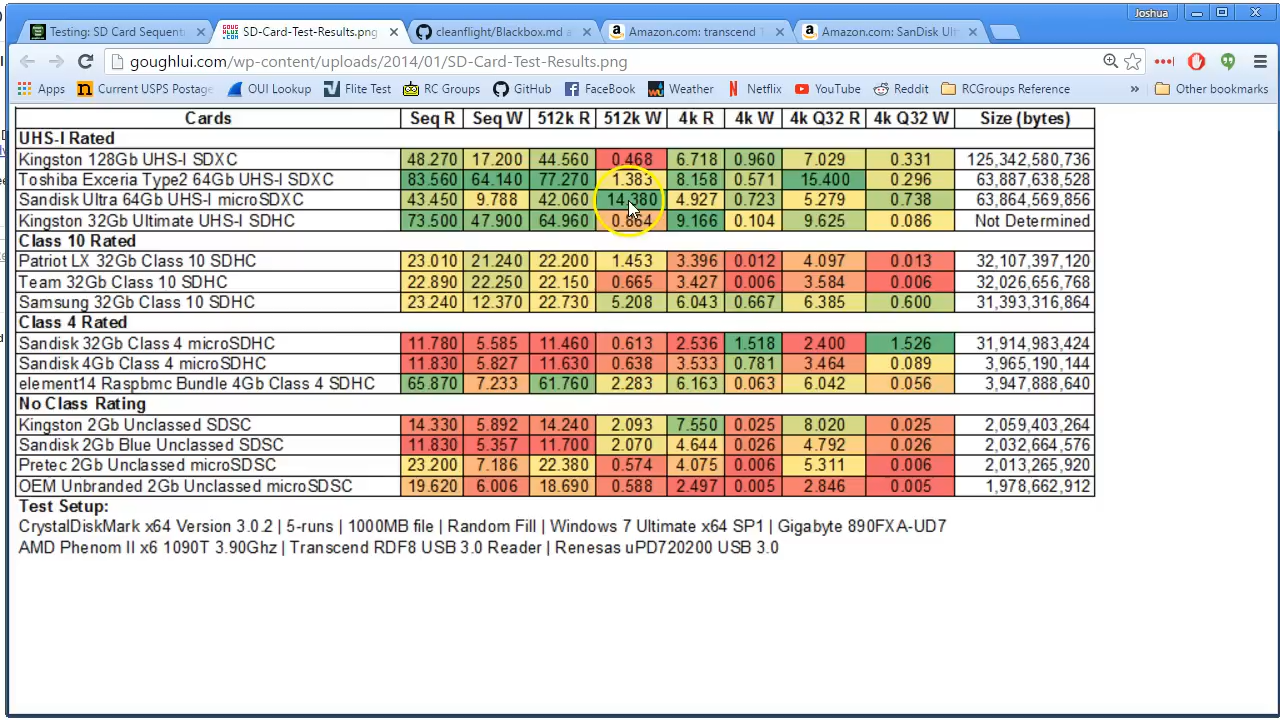 Joshua
Testing: SD Card Sequent
SD-Card-Test-Results.png
cleanflight/Blackbox.md a
Amazon.com: transcend T
Amazon.com: SanDisk Ult
goughlui.com/wp-content/uploads/2014/01/SD-Card-Test-Results.png
Apps Current USPS Postage OUI Lookup Flite Test RC Groups GitHub FaceBook Weather Netflix YouTube Reddit RCGroups Reference » Other bookmarks
Cards Seq R Seq W 512k R 512k W 4k R 4k W 4k Q32 R 4k Q32 W Size (bytes)
UHS-I Rated
Kingston 128Gb UHS-I SDXC 48.270 17.200 44.560 0.468 6.718 0.960 7.029 0.331 125,342,580,736
Toshiba Exceria Type2 64Gb UHS-I SDXC 83.560 64.140 77.270 1.383 8.158 0.571 15.400 0.296 63,887,638,528
Sandisk Ultra 64Gb UHS-I microSDXC 43.450 9.788 42.060 14.380 4.927 0.723 5.279 0.738 63,864,569,856
Kingston 32Gb Ultimate UHS-I SDHC 73.500 47.900 64.960 0.864 9.166 0.104 9.625 0.086 Not Determined
Class 10 Rated
Patriot LX 32Gb Class 10 SDHC 23.010 21.240 22.200 1.453 3.396 0.012 4.097 0.013 32,107,397,120
Team 32Gb Class 10 SDHC 22.890 22.250 22.150 0.665 3.427 0.006 3.584 0.006 32,026,656,768
Samsung 32Gb Class 10 SDHC 23.240 12.370 22.730 5.208 6.043 0.667 6.385 0.600 31,393,316,864
Class 4 Rated
Sandisk 32Gb Class 4 microSDHC 11.780 5.585 11.460 0.613 2.536 1.518 2.400 1.526 31,914,983,424
Sandisk 4Gb Class 4 microSDHC 11.830 5.827 11.630 0.638 3.533 0.781 3.464 0.089 3,965,190,144
element14 Raspbmc Bundle 4Gb Class 4 SDHC 65.870 7.233 61.760 2.283 6.163 0.063 6.042 0.056 3,947,888,640
No Class Rating
Kingston 2Gb Unclassed SDSC 14.330 5.892 14.240 2.093 7.550 0.025 8.020 0.025 2,059,403,264
Sandisk 2Gb Blue Unclassed SDSC 11.830 5.357 11.700 2.070 4.644 0.026 4.792 0.026 2,032,664,576
Pretec 2Gb Unclassed microSDSC 23.200 7.186 22.380 0.574 4.075 0.006 5.311 0.006 2,013,265,920
OEM Unbranded 2Gb Unclassed microSDSC 19.620 6.006 18.690 0.588 2.497 0.005 2.846 0.005 1,978,662,912
Test Setup:
CrystalDiskMark x64 Version 3.0.2 | 5-runs | 1000MB file | Random Fill | Windows 7 Ultimate x64 SP1 | Gigabyte 890FXA-UD7
AMD Phenom II x6 1090T 3.90Ghz | Transcend RDF8 USB 3.0 Reader | Renesas uPD720200 USB 3.0